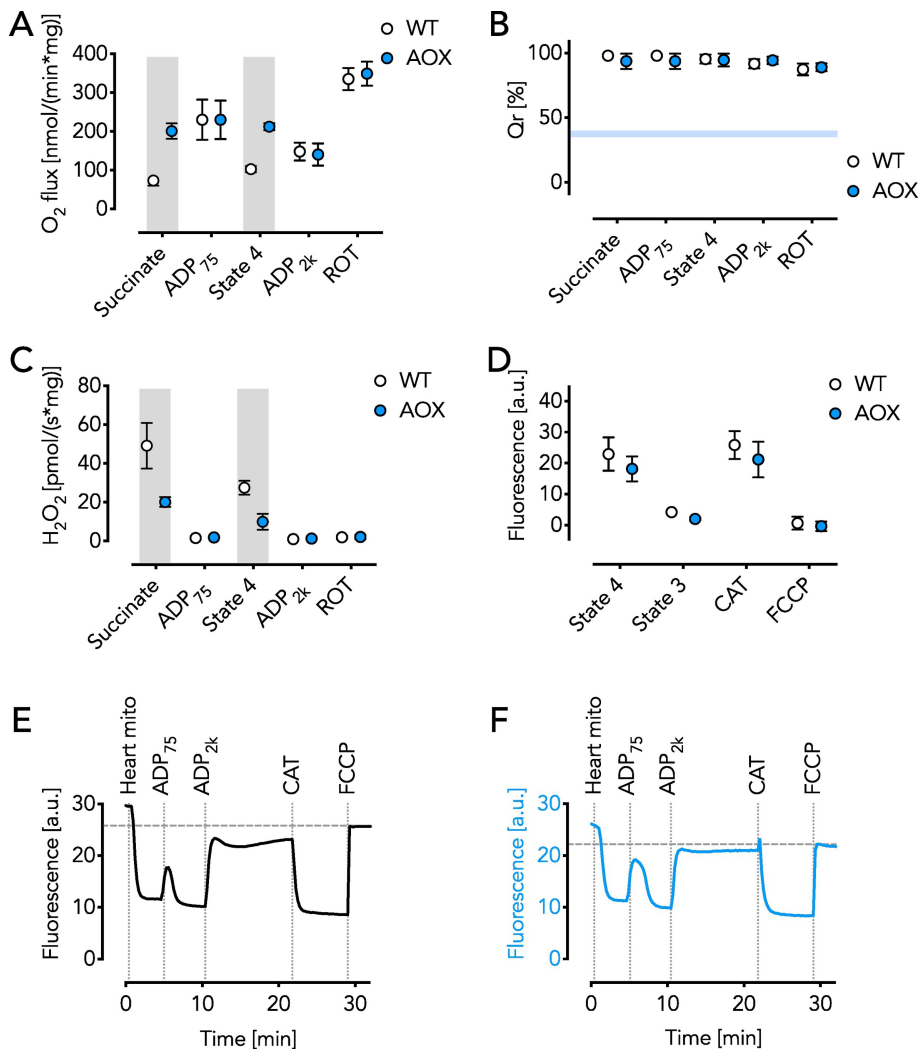 A
O2 flux [nmol/(min*mg)]
400
300
200
100
0
WT
AOX
Succinate
ADP75
State 4
ADP2k
ROT
B
Qr [%]
100
50
0
WT
AOX
Succinate
ADP75
State 4
ADP2k
ROT
C
H2O2 [pmol/(s*mg)]
80
60
40
20
0
WT
AOX
Succinate
ADP75
State 4
ADP2k
ROT
D
Fluorescence [a.u.]
40
30
20
10
0
WT
AOX
State 4
State 3
CAT
FCCP
E
Heart mito
ADP75
ADP2k
CAT
FCCP
Fluorescence [a.u.]
30
20
10
0
0
10
20
30
Time [min]
F
Heart mito
ADP75
ADP2k
CAT
FCCP
Fluorescence [a.u.]
30
20
10
0
0
10
20
30
Time [min]